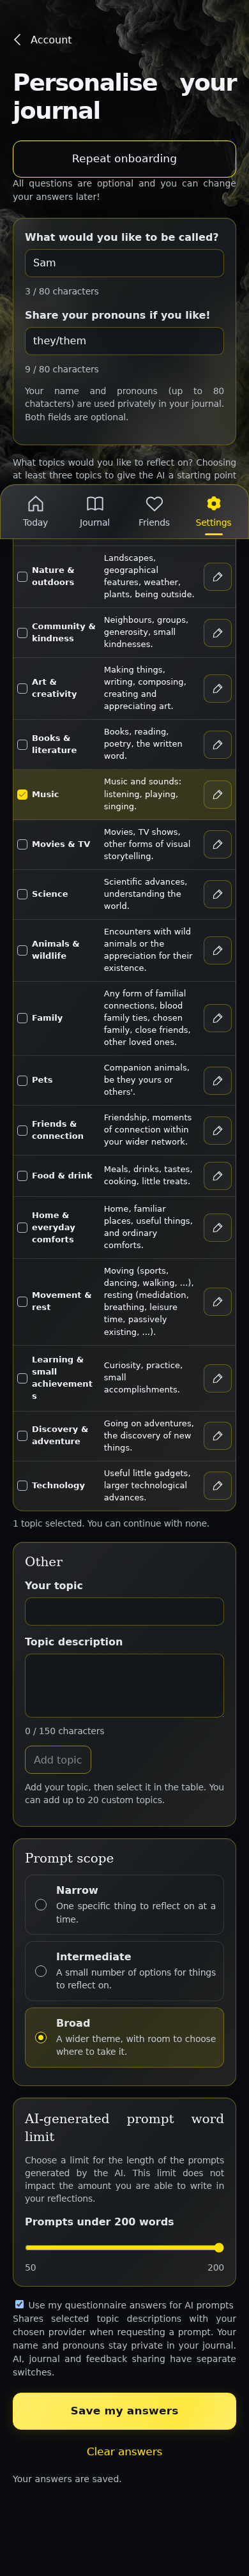 Account
Personalise your
journal
Repeat onboarding
All questions are optional and you can change
your answers later!
What would you like to be called?
Sam
3 / 80 characters
Share your pronouns if you like!
they/them
9 / 80 characters
Your name and pronouns (up to 80
chatacters) are used privately in your journal.
Both fields are optional.
What topics would you like to reflect on? Choosing
at least three topics to give the AI a starting point
Today
Journal
Friends
Settings
Nature &
outdoors
Landscapes,
geographical
features, weather,
plants, being outside.
Community &
kindness
Neighbours, groups,
generosity, small
kindnesses.
Art &
creativity
Making things,
writing, composing,
creating and
appreciating art.
Books &
literature
Books, reading,
poetry, the written
word.
Music
Music and sounds:
listening, playing,
singing.
Movies & TV
Movies, TV shows,
other forms of visual
storytelling.
Science
Scientific advances,
understanding the
world.
Animals &
wildlife
Encounters with wild
animals or the
appreciation for their
existence.
Family
Any form of familial
connections, blood
family ties, chosen
family, close friends,
other loved ones.
Pets
Companion animals,
be they yours or
others'.
Friends &
connection
Friendship, moments
of connection within
your wider network.
Food & drink
Meals, drinks, tastes,
cooking, little treats.
Home &
everyday
comforts
Home, familiar
places, useful things,
and ordinary
comforts.
Movement &
rest
Moving (sports,
dancing, walking, ...),
resting (medidation,
breathing, leisure
time, passively
existing, ...).
Learning &
small
achievement
s
Curiosity, practice,
small
accomplishments.
Discovery &
adventure
Going on adventures,
the discovery of new
things.
Technology
Useful little gadgets,
larger technological
advances.
1 topic selected. You can continue with none.
Other
Your topic
Topic description
0 / 150 characters
Add topic
Add your topic, then select it in the table. You
can add up to 20 custom topics.
Prompt scope
Narrow
One specific thing to reflect on at a
time.
Intermediate
A small number of options for things
to reflect on.
Broad
A wider theme, with room to choose
where to take it.
AI-generated prompt word
limit
Choose a limit for the length of the prompts
generated by the AI. This limit does not
impact the amount you are able to write in
your reflections.
Prompts under 200 words
50
200
Use my questionnaire answers for AI prompts
Shares selected topic descriptions with your
chosen provider when requesting a prompt. Your
name and pronouns stay private in your journal.
AI, journal and feedback sharing have separate
switches.
Save my answers
Clear answers
Your answers are saved.